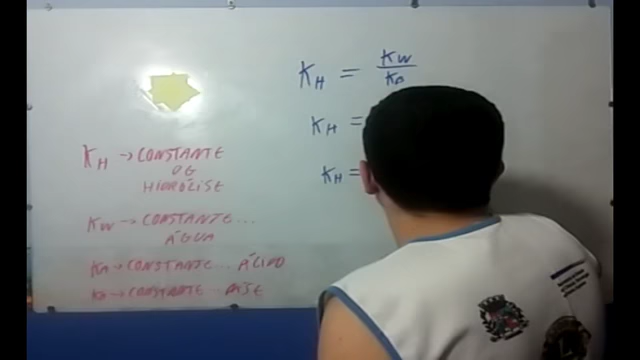 KH = KW
KA
KH =
KH =
KH → CONSTANTE
DE
HIDRÓLISE
KW → CONSTANTE...
ÁGUA
KA → CONSTANTE... ÁCIDO
KB → CONSTANTE... BASE